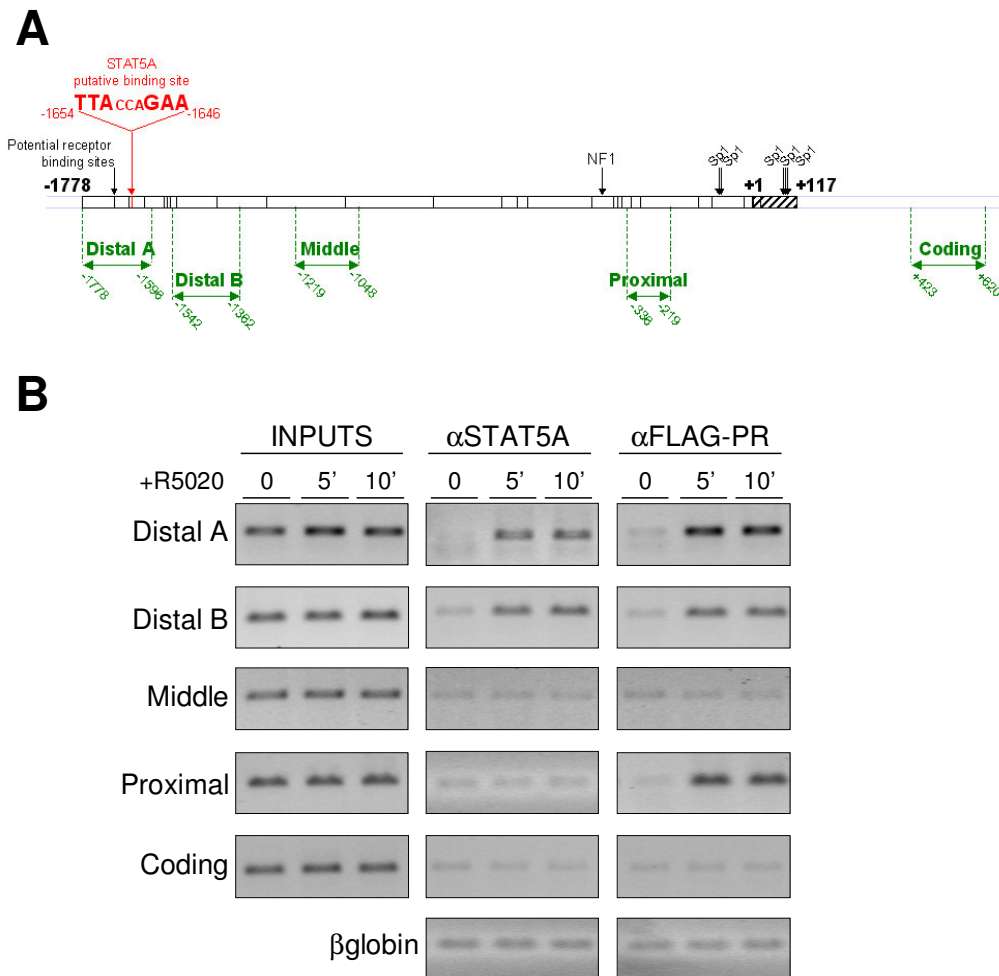 A
STAT5A
putative binding site
TTACCAGAA
-1654 -1646
Potential receptor
binding sites
NF1
Sp1 Sp1
Sp1 Sp1 Sp1
-1778 +1 +117
Distal A Middle Coding
Distal B Proximal
-1778 -1596 -1542 -1362 -1219 -1048 -336 -219 +423 +620
B
INPUTS αSTAT5A αFLAG-PR
+R5020 0 5’ 10’ 0 5’ 10’ 0 5’ 10’
Distal A
Distal B
Middle
Proximal
Coding
βglobin